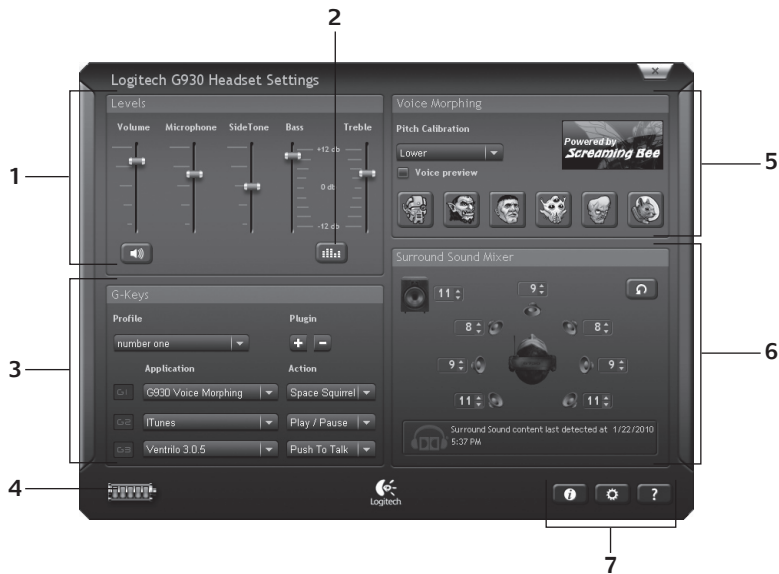 2
Logitech G930 Headset Settings
Levels
Volume Microphone SideTone Bass Treble
+12 db
0 db
-12 db
1
Voice Morphing
Pitch Calibration
Lower
Voice preview
Powered by
Screaming Bee
5
G-Keys
Profile Plugin
number one
Application Action
G1 G930 Voice Morphing Space Squirrel
G2 ITunes Play / Pause
G3 Ventrilo 3.0.5 Push To Talk
3
Surround Sound Mixer
11 9
8 8
9 9
11 11
Surround Sound content last detected at 1/22/2010
5:37 PM
6
4
Logitech
i ?
7